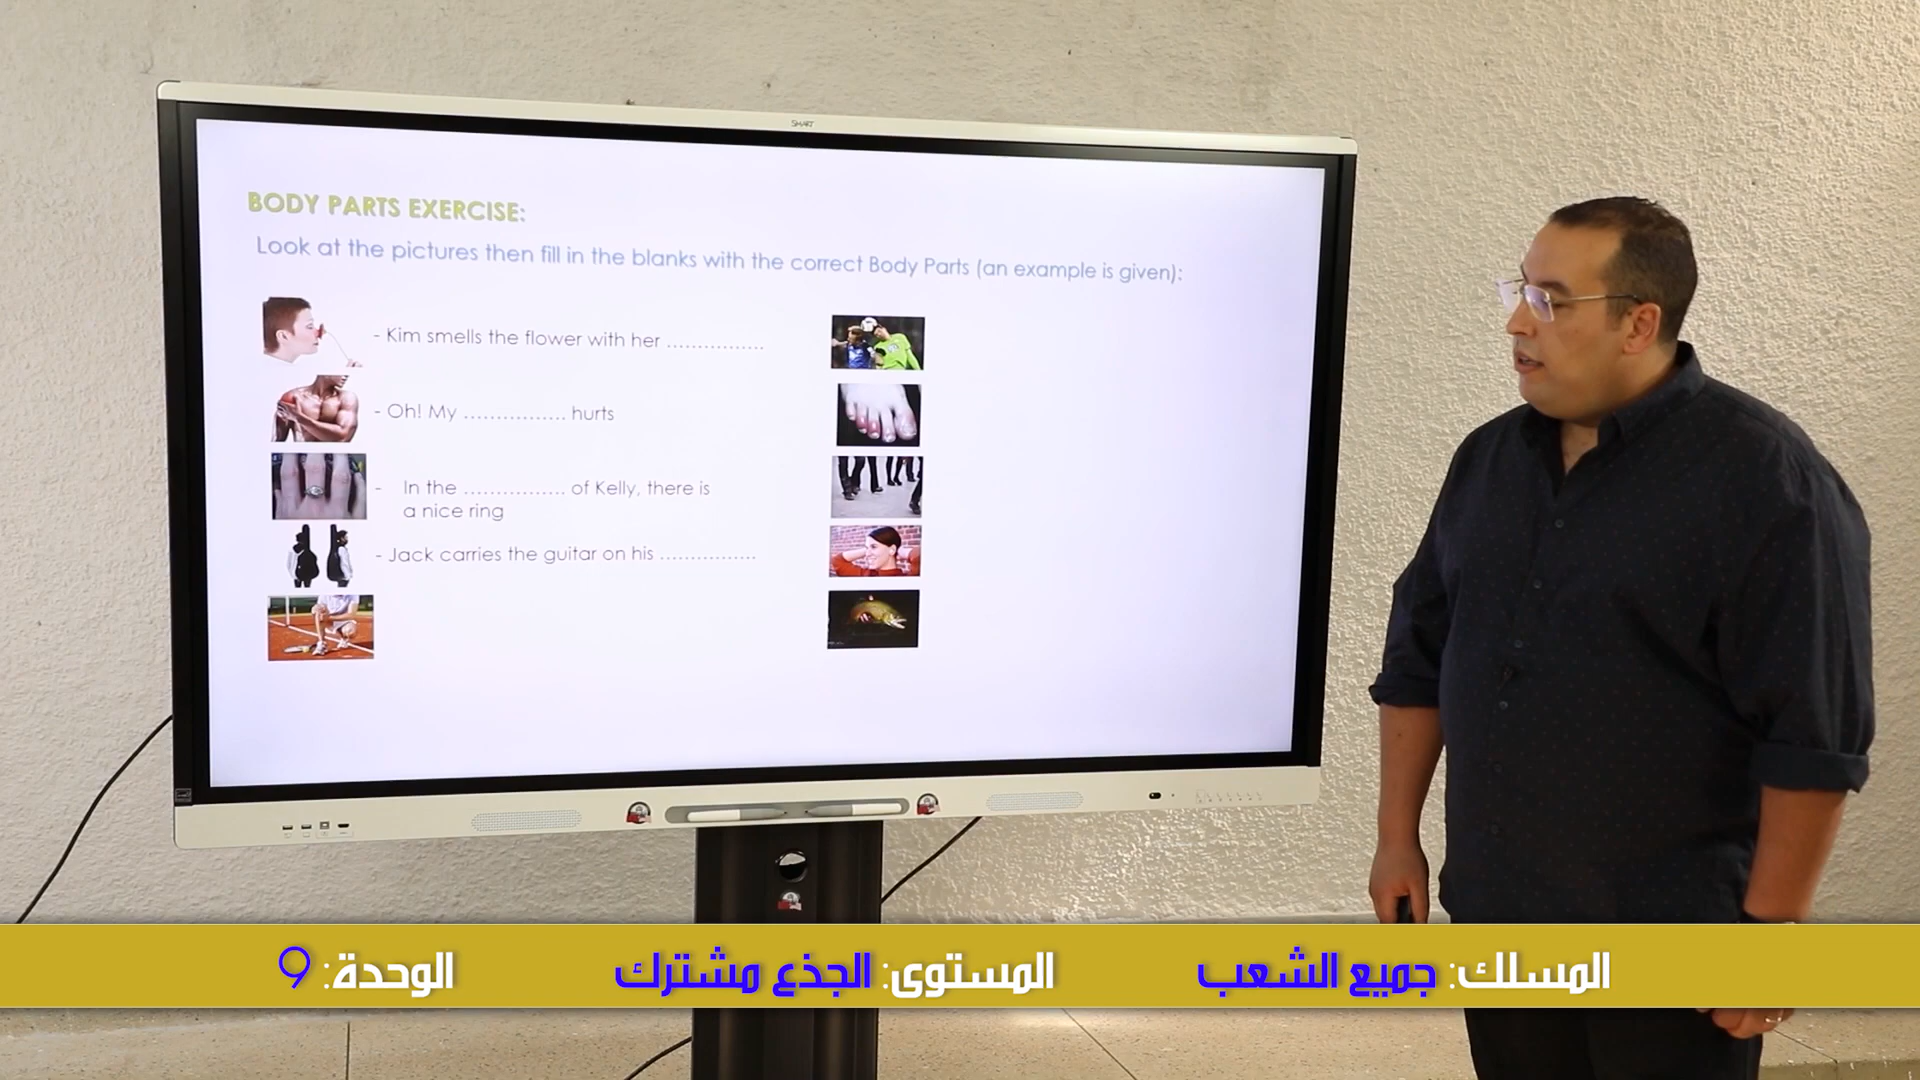 SMART
BODY PARTS EXERCISE:
Look at the pictures then fill in the blanks with the correct Body Parts (an example is given):
- Kim smells the flower with her ...............
- Oh! My ................ hurts
- In the ................ of Kelly, there is
a nice ring
- Jack carries the guitar on his ...............
المسلك: جميع الشعب المستوى: الجذع مشترك الوحدة: 9